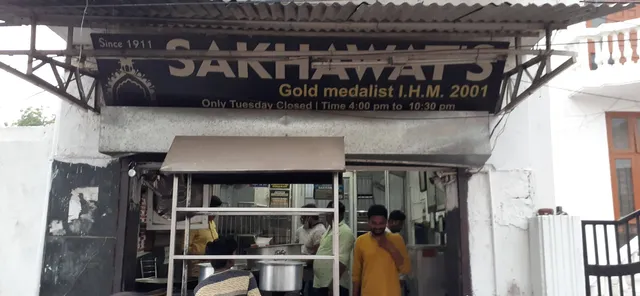 Since 1911
SAKHAWAT'S
Gold medalist I.H.M. 2001
Only Tuesday Closed | Time 4:00 pm to 10:30 pm